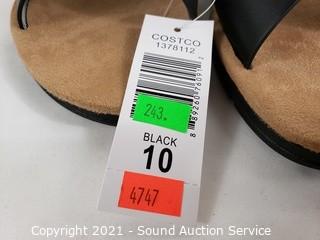 COSTCO
1378112
243.
BLACK
10
4747
Copyright 2021 - Sound Auction Service